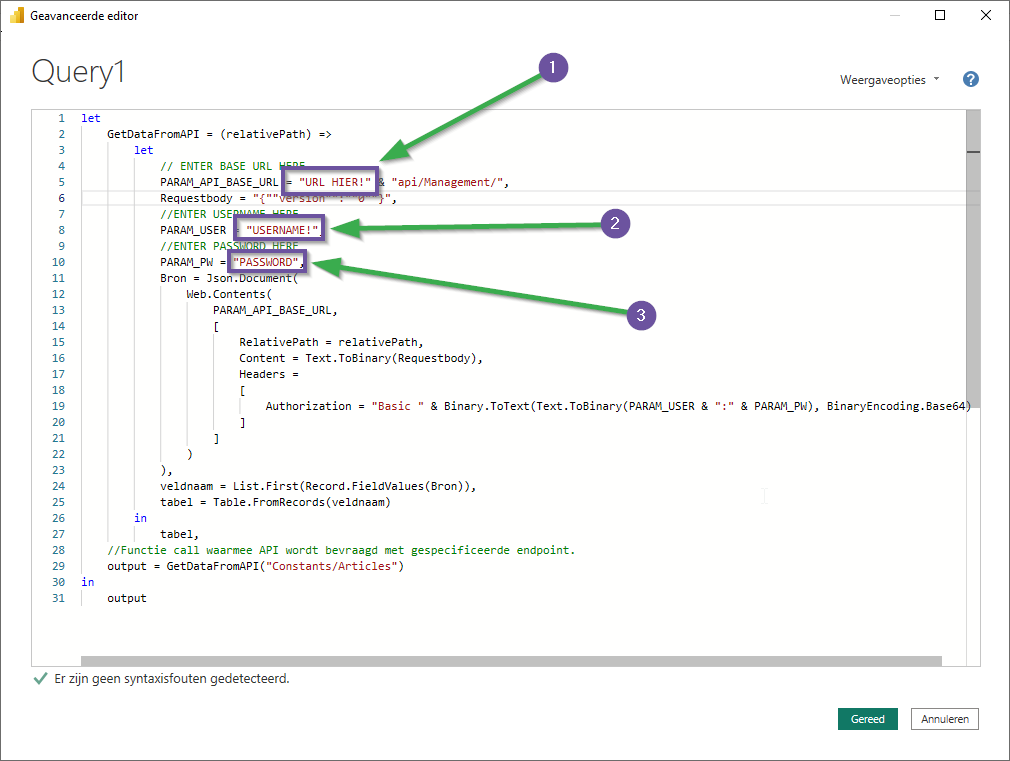 Geavanceerde editor
Query1
Weergaveopties
?
1
2
3
1 let
2 GetDataFromAPI = (relativePath) =>
3 let
4 // ENTER BASE URL HERE
5 PARAM_API_BASE_URL = "URL HIER!" & "api/Management/",
6 Requestbody = "{""version"": "0" }",
7 //ENTER USERNAME HERE
8 PARAM_USER = "USERNAME!",
9 //ENTER PASSWORD HERE
10 PARAM_PW = "PASSWORD",
11 Bron = Json.Document(
12 Web.Contents(
13 PARAM_API_BASE_URL,
14 [
15 RelativePath = relativePath,
16 Content = Text.ToBinary(Requestbody),
17 Headers =
18 [
19 Authorization = "Basic " & Binary.ToText(Text.ToBinary(PARAM_USER & ":" & PARAM_PW), BinaryEncoding.Base64)
20 ]
21 ]
22 )
23 ),
24 veldnaam = List.First(Record.FieldValues(Bron)),
25 tabel = Table.FromRecords(veldnaam)
26 in
27 tabel,
28 //Functie call waarmee API wordt bevraagd met gespecificeerde endpoint.
29 output = GetDataFromAPI("Constants/Articles")
30 in
31 output
Er zijn geen syntaxisfouten gedetecteerd.
Gereed
Annuleren